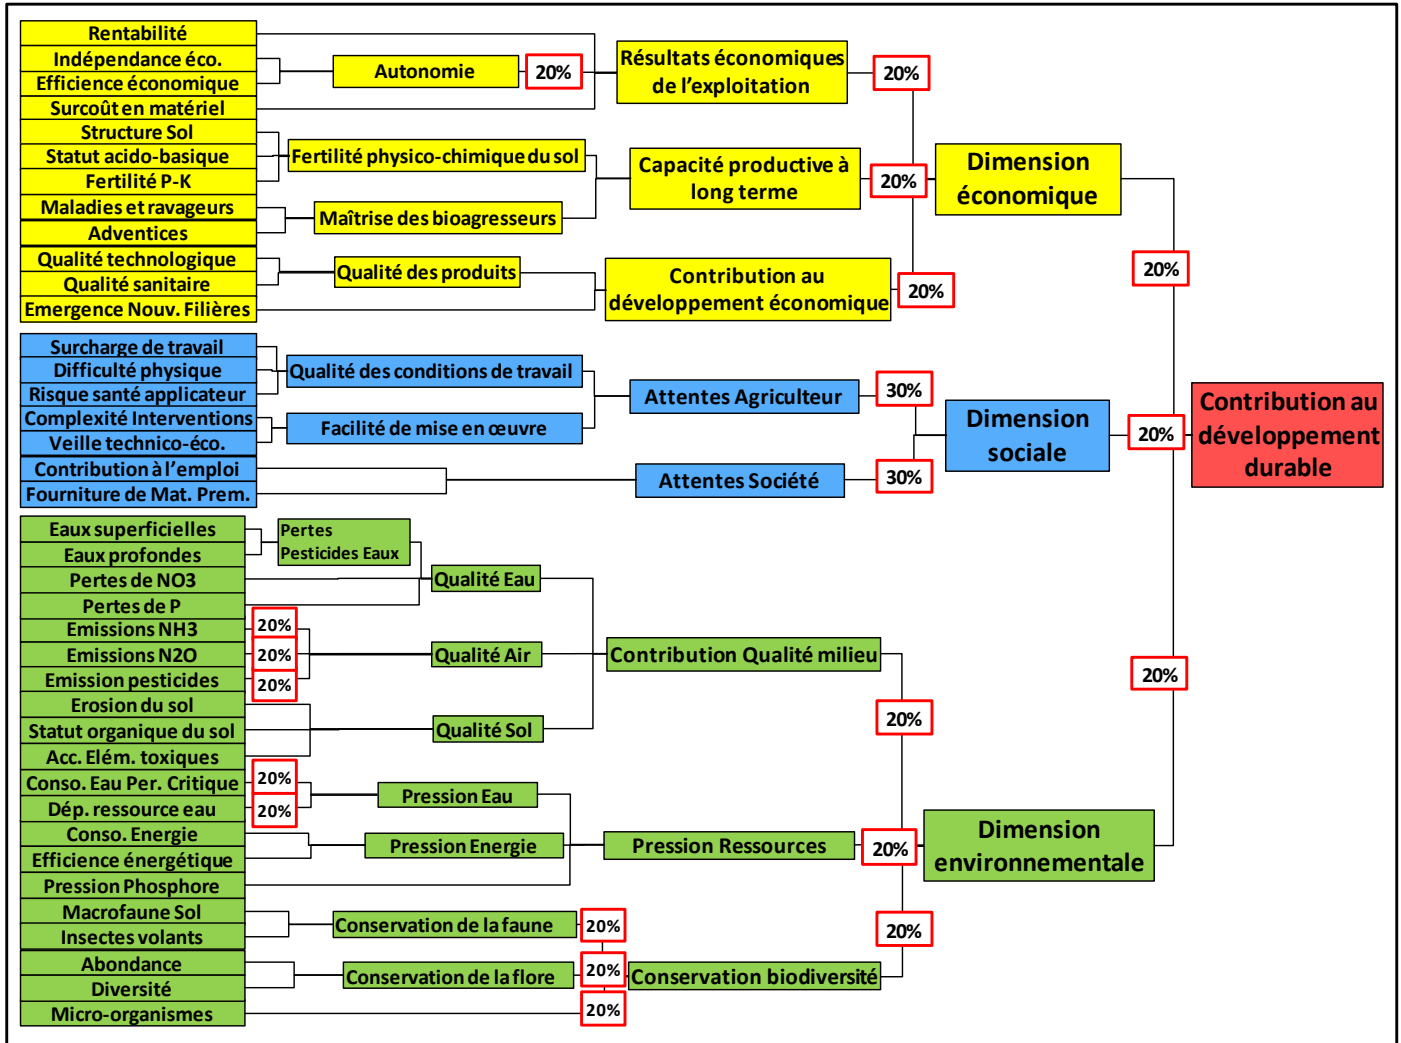 Rentabilité
Indépendance éco.
Efficience économique
Surcoût en matériel
Structure Sol
Statut acido-basique
Fertilité P-K
Maladies et ravageurs
Adventices
Qualité technologique
Qualité sanitaire
Emergence Nouv. Filières
Autonomie
20%
Fertilité physico-chimique du sol
Maîtrise des bioagresseurs
Qualité des produits
Résultats économiques
de l'exploitation
20%
Capacité productive à
long terme
20%
Contribution au
développement économique
20%
Dimension
économique
20%
Surcharge de travail
Difficulté physique
Risque santé applicateur
Complexité Interventions
Veille technico-éco.
Contribution à l'emploi
Fourniture de Mat. Prem.
Qualité des conditions de travail
Facilité de mise en œuvre
Attentes Agriculteur
30%
Attentes Société
30%
Dimension
sociale
20%
Contribution au
développement
durable
Eaux superficielles
Eaux profondes
Pertes de NO3
Pertes de P
Emissions NH3
20%
Emissions N2O
20%
Emission pesticides
20%
Erosion du sol
Statut organique du sol
Acc. Elém. toxiques
Conso. Eau Per. Critique
20%
Dép. ressource eau
20%
Conso. Energie
Efficience énergétique
Pression Phosphore
Macrofaune Sol
Insectes volants
Abondance
Diversité
Micro-organismes
Pertes
Pesticides Eaux
Qualité Eau
Qualité Air
Qualité Sol
Pression Eau
Pression Energie
Conservation de la faune
20%
Conservation de la flore
20%
20%
Contribution Qualité milieu
20%
Pression Ressources
20%
Conservation biodiversité
20%
Dimension
environnementale
20%